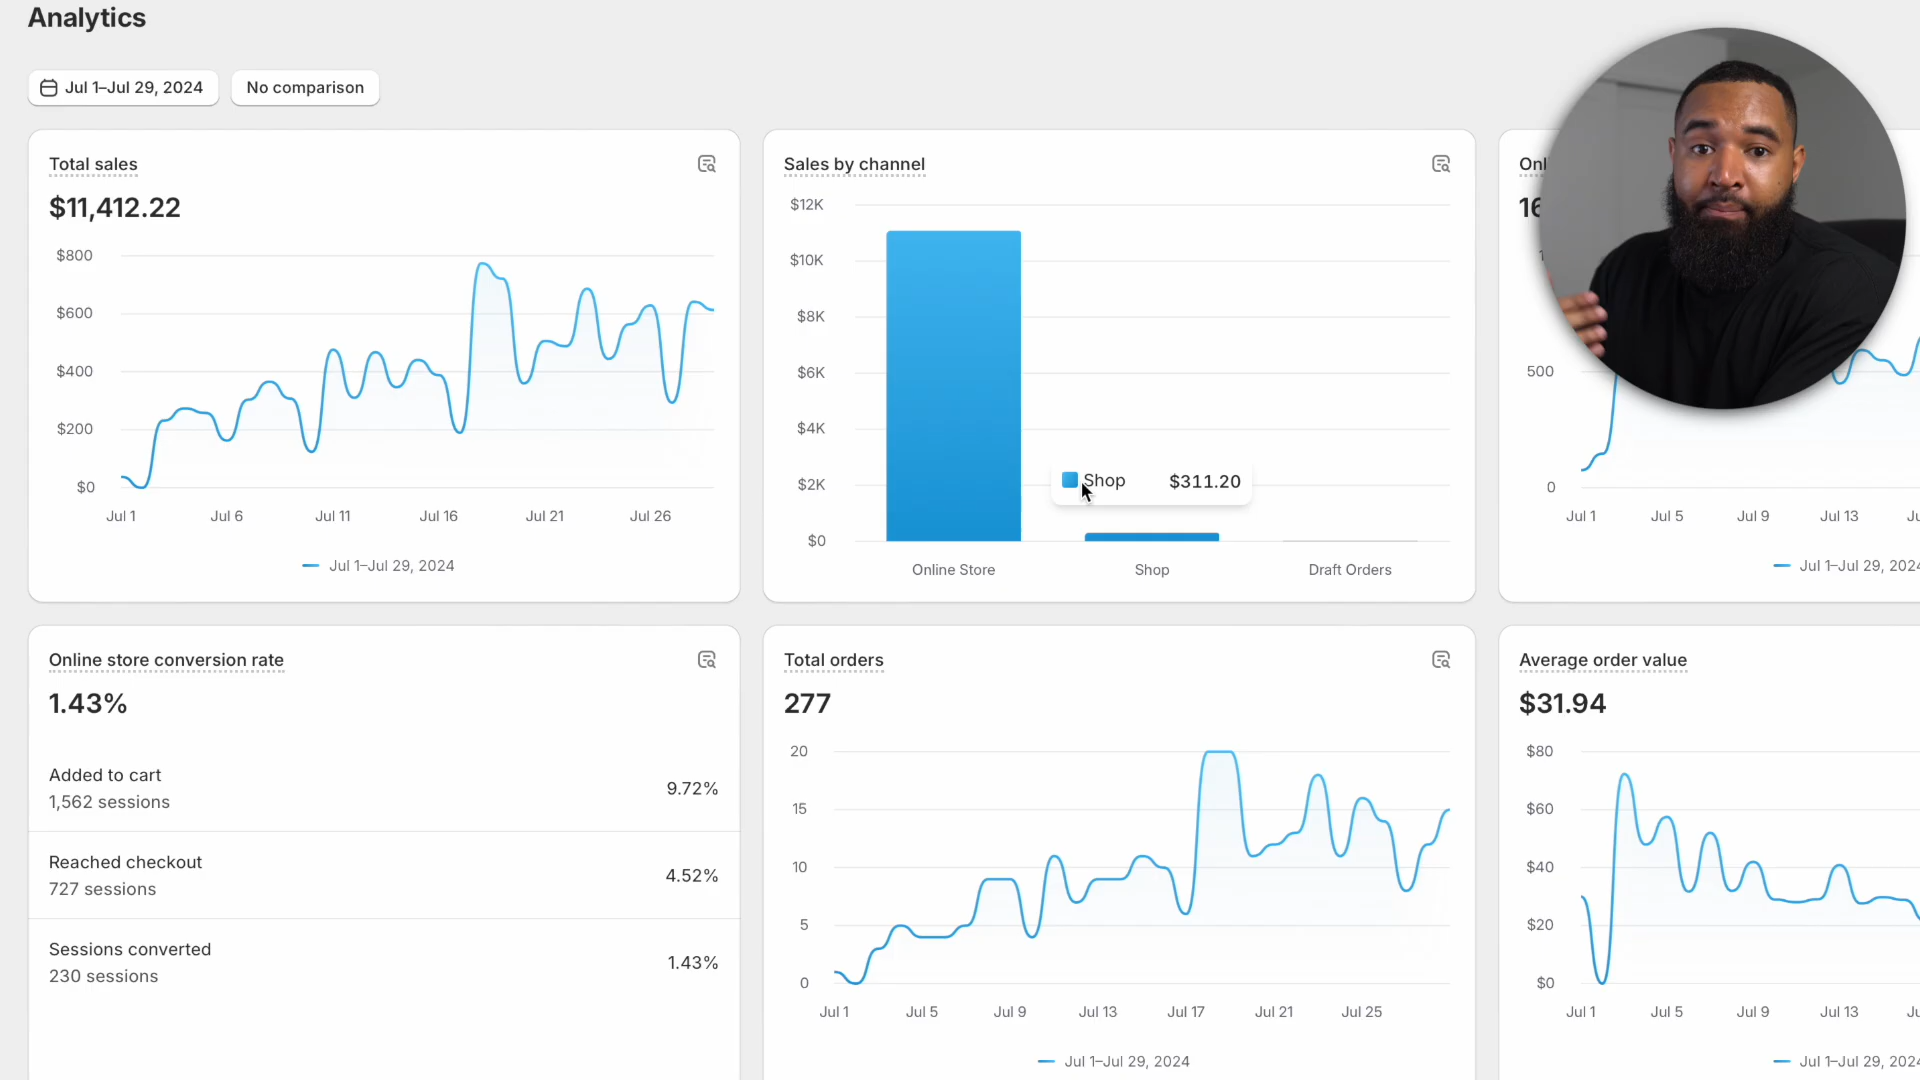 Analytics
Jul 1–Jul 29, 2024
No comparison
Total sales
$11,412.22
$800
$600
$400
$200
$0
Jul 1
Jul 6
Jul 11
Jul 16
Jul 21
Jul 26
Jul 1–Jul 29, 2024
Sales by channel
$12K
$10K
$8K
$6K
$4K
$2K
$0
Shop $311.20
Online Store
Shop
Draft Orders
500
0
Jul 1
Jul 5
Jul 9
Jul 13
Jul 1–Jul 29, 2024
Online store conversion rate
1.43%
Added to cart
1,562 sessions
9.72%
Reached checkout
727 sessions
4.52%
Sessions converted
230 sessions
1.43%
Total orders
277
20
15
10
5
0
Jul 1
Jul 5
Jul 9
Jul 13
Jul 17
Jul 21
Jul 25
Jul 1–Jul 29, 2024
Average order value
$31.94
$80
$60
$40
$20
$0
Jul 1
Jul 5
Jul 9
Jul 13
Jul 1–Jul 29, 2024